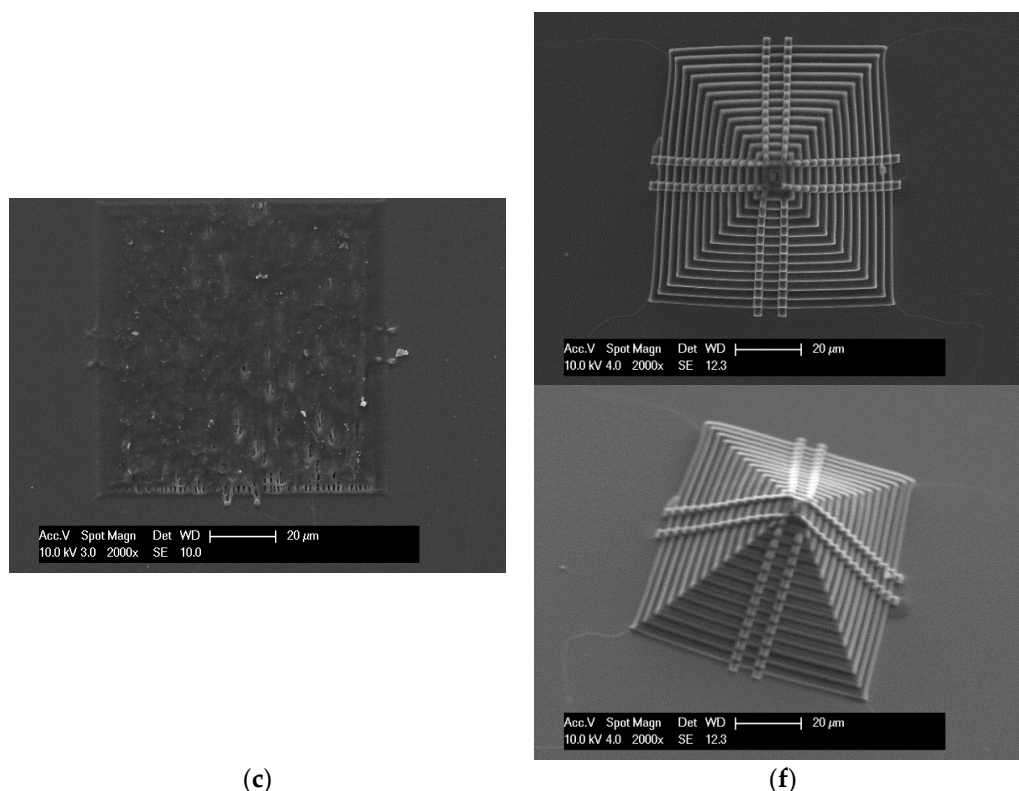 Acc.V Spot Magn Det WD 20 μm
10.0 kV 3.0 2000x SE 10.0
(c)
Acc.V Spot Magn Det WD 20 μm
10.0 kV 4.0 2000x SE 12.3
Acc.V Spot Magn Det WD 20 μm
10.0 kV 4.0 2000x SE 12.3
(f)